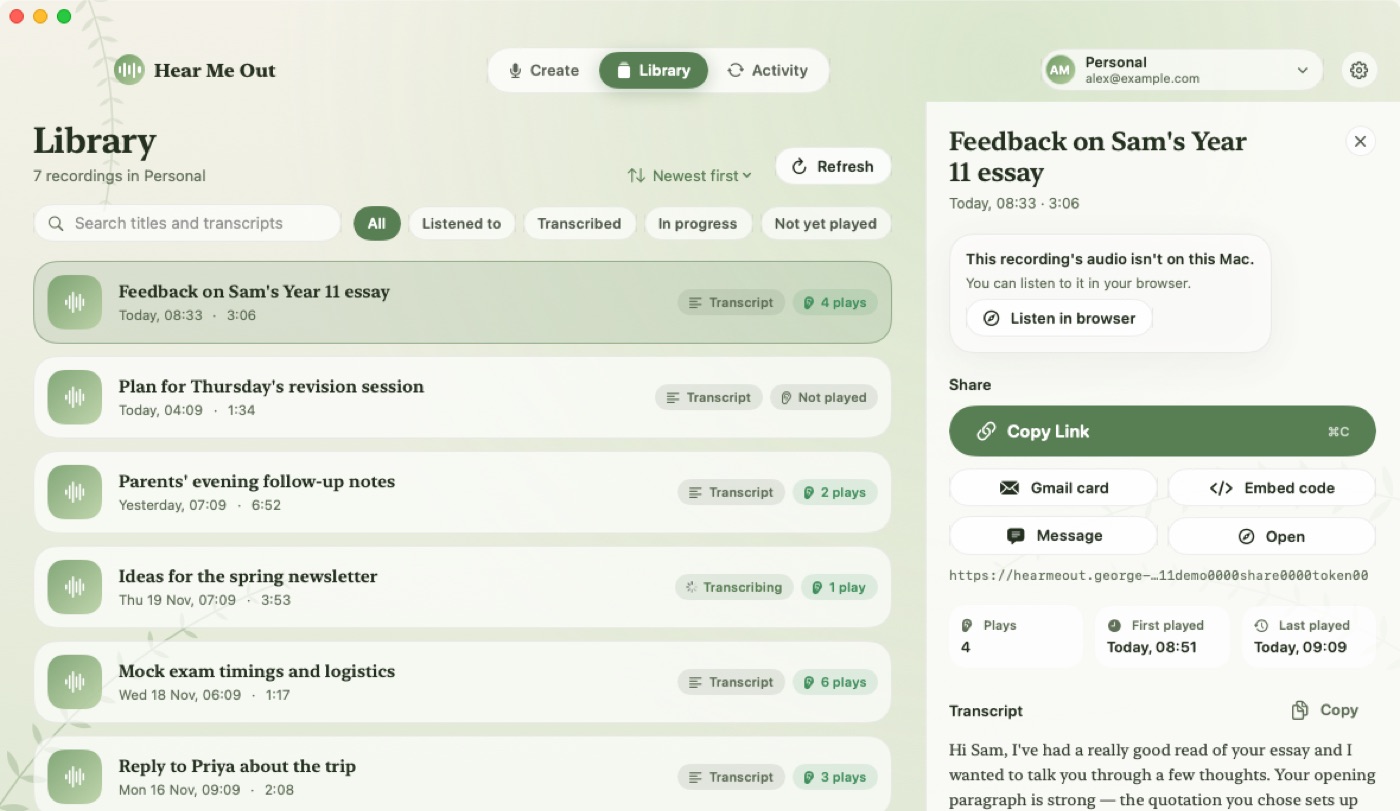 Hear Me Out
Create
Library
Activity
AM
Personal
alex@example.com
Library
7 recordings in Personal
Newest first
Refresh
Search titles and transcripts
All
Listened to
Transcribed
In progress
Not yet played
Feedback on Sam's Year 11 essay
Today, 08:33 · 3:06
Transcript
4 plays
Plan for Thursday's revision session
Today, 04:09 · 1:34
Transcript
Not played
Parents' evening follow-up notes
Yesterday, 07:09 · 6:52
Transcript
2 plays
Ideas for the spring newsletter
Thu 19 Nov, 07:09 · 3:53
Transcribing
1 play
Mock exam timings and logistics
Wed 18 Nov, 06:09 · 1:17
Transcript
6 plays
Reply to Priya about the trip
Mon 16 Nov, 09:09 · 2:08
Transcript
3 plays
Feedback on Sam's Year
11 essay
Today, 08:33 · 3:06
This recording's audio isn't on this Mac.
You can listen to it in your browser.
Listen in browser
Share
Copy Link
⌘C
Gmail card
Embed code
Message
Open
https://hearmeout.george-…11demo0000share0000token00
Plays
4
First played
Today, 08:51
Last played
Today, 09:09
Transcript
Copy
Hi Sam, I've had a really good read of your essay and I
wanted to talk you through a few thoughts. Your opening
paragraph is strong — the quotation you chose sets up